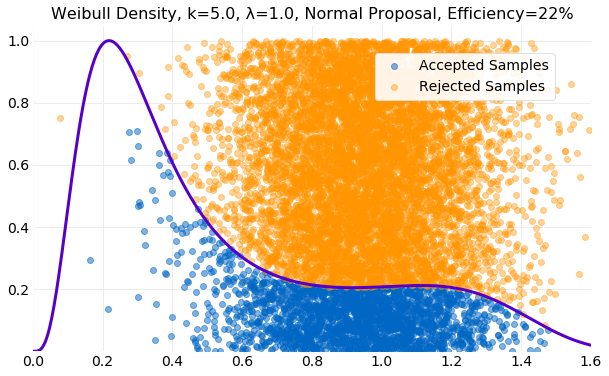 Weibull Density, k=5.0, λ=1.0, Normal Proposal, Efficiency=22%
Accepted Samples
Rejected Samples
1.0
0.8
0.6
0.4
0.2
0.0 0.2 0.4 0.6 0.8 1.0 1.2 1.4 1.6